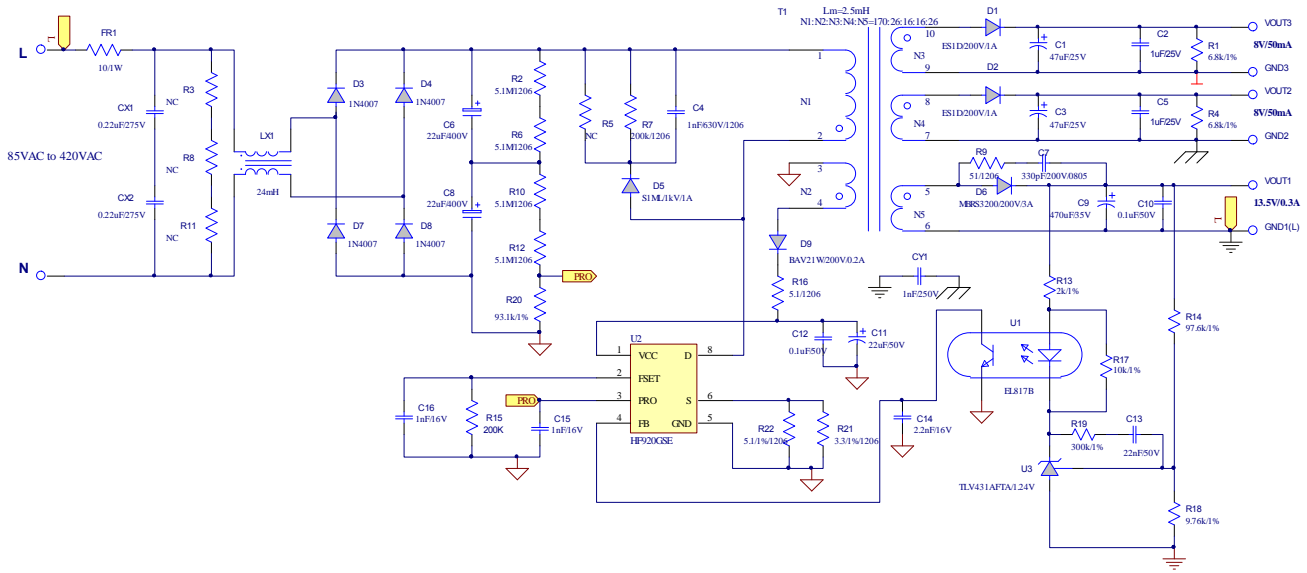 T1
Lm=2.5mH
N1:N2:N3:N4:N5=170:26:16:16:26
L
L
FR1
10/1W
CX1
0.22uF/275V
CX2
0.22uF/275V
R3
NC
R8
NC
R11
NC
85VAC to 420VAC
N
LX1
24mH
D3
1N4007
D4
1N4007
D7
1N4007
D8
1N4007
C6
22uF/400V
C8
22uF/400V
R2
5.1M1206
R6
5.1M1206
R10
5.1M1206
R12
5.1M1206
PRO
R20
93.1k/1%
R5
NC
R7
200k/1206
C4
1nF/630V/1206
D5
S1ML/1kV/1A
1
N1
2
3
N2
4
10
N3
9
8
N4
7
5
N5
6
D1
ES1D/200V/1A
C1
47uF/25V
C2
1uF/25V
R1
6.8k/1%
VOUT3
8V/50mA
GND3
D2
ES1D/200V/1A
C3
47uF/25V
C5
1uF/25V
R4
6.8k/1%
VOUT2
8V/50mA
GND2
R9
51/1206
C7
330pF/200V/0805
D6
MBRS3200/200V/3A
C9
470uF/35V
C10
0.1uF/50V
VOUT1
13.5V/0.3A
L
GND1(L)
D9
BAV21W/200V/0.2A
R16
5.1/1206
CY1
1nF/250V
C12
0.1uF/50V
C11
22uF/50V
U2
1
VCC
D
8
2
FSET
3
PRO
S
6
4
FB
GND
5
HF920GSE
C16
1nF/16V
R15
200K
PRO
C15
1nF/16V
R22
5.1/1%/1206
R21
3.3/1%/1206
C14
2.2nF/16V
R13
2k/1%
U1
EL817B
R17
10k/1%
R14
97.6k/1%
R19
300k/1%
C13
22nF/50V
U3
TLV431AFTA/1.24V
R18
9.76k/1%